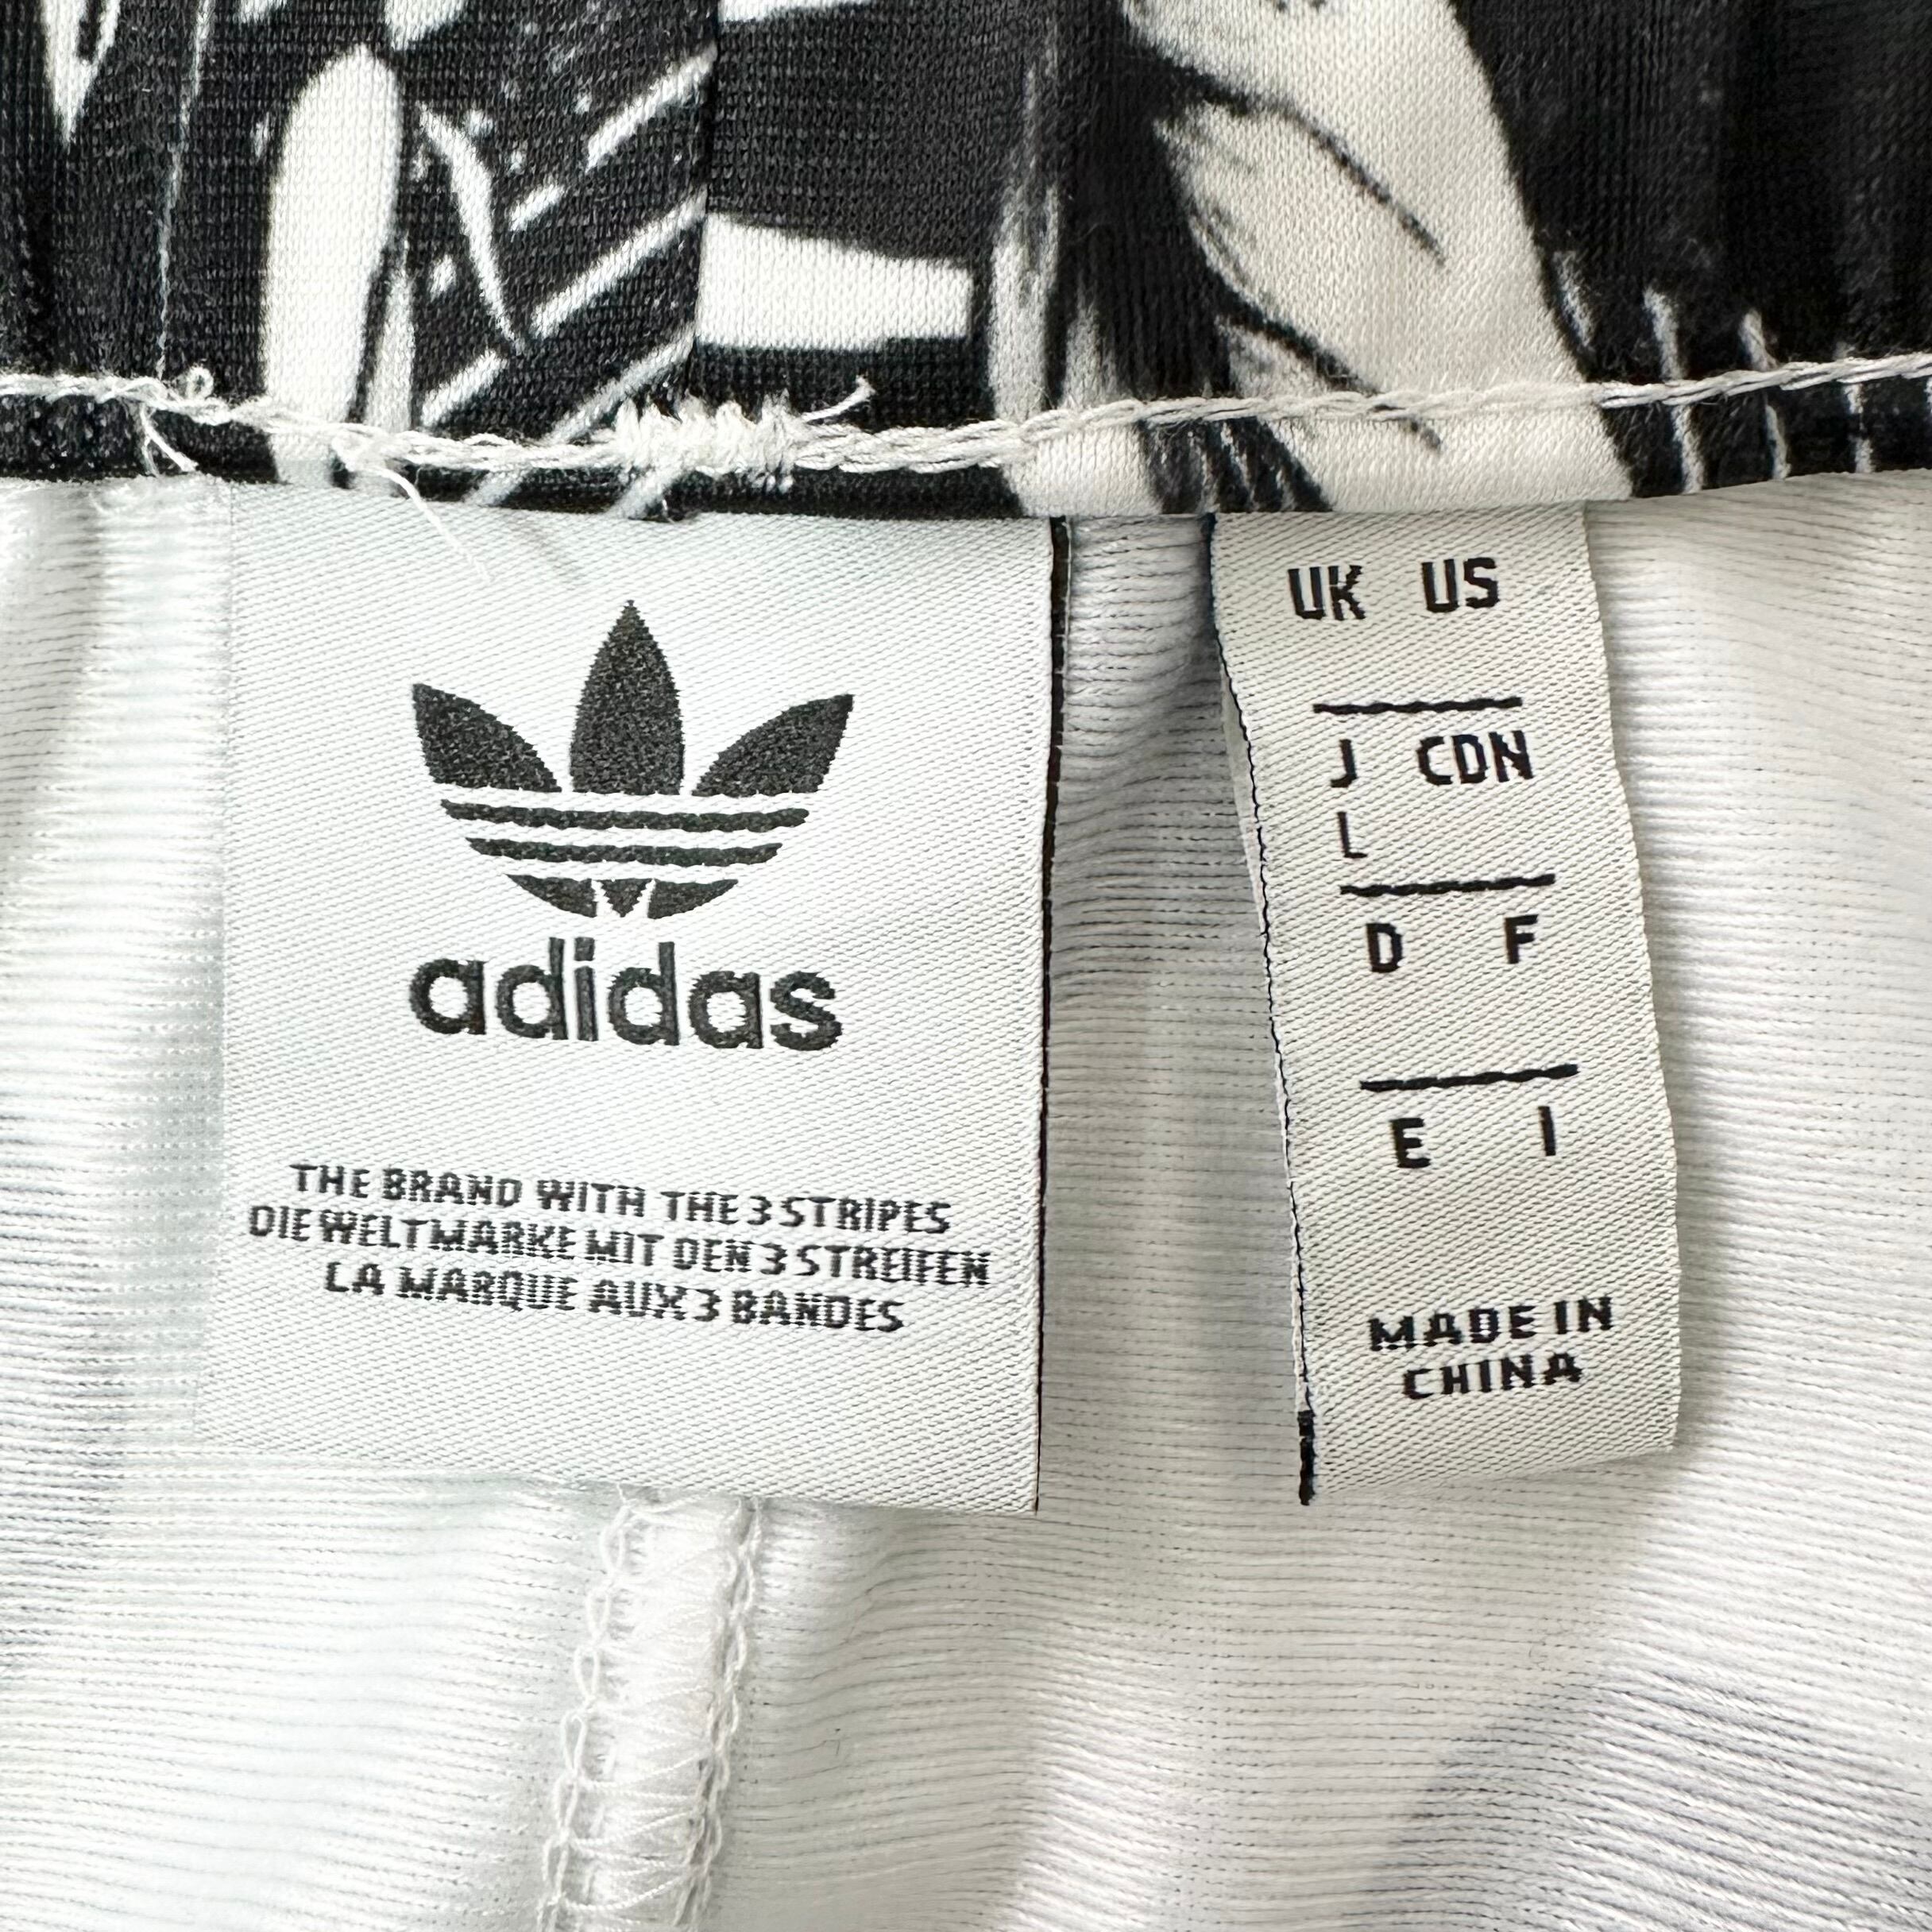 adidas
THE BRAND WITH THE 3 STRIPES
DIE WELTMARKE MIT DEN 3 STREIFEN
LA MARQUE AUX 3 BANDES
UK US
J CDN
L
D F
E I
MADE IN
CHINA